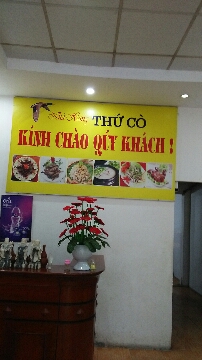 THỨ CÒ
KÍNH CHÀO QUÝ KHÁCH !